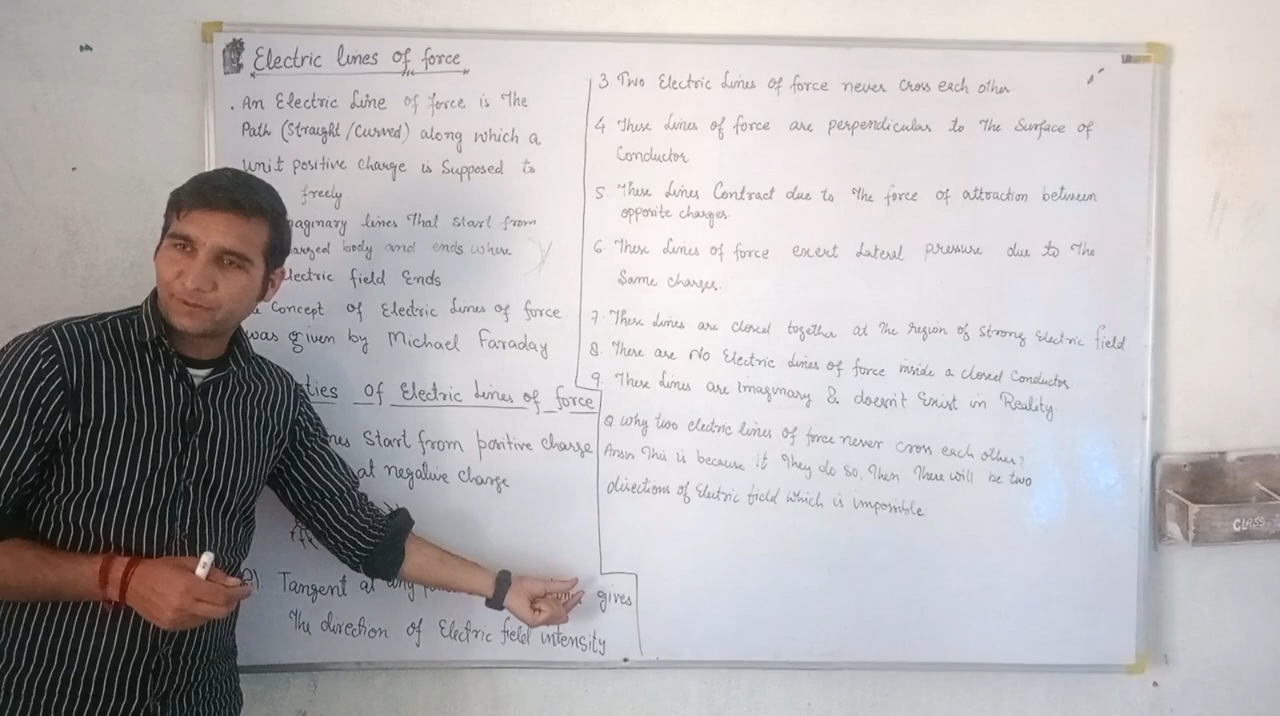 Electric lines of force
. An Electric Line of force is The
Path (Straight/Curved) along which a
unit positive charge is Supposed to
freely
lines That Start from
body and ends where
Electric field Ends
Concept of Electric Lines of force
was given by Michael Faraday
Of Electric Lines of force
Start from positive charge
at negative charge
Tangent at any gives
The direction of Electric field intensity
3. Two Electric Lines of force never Cross each other
4 These Lines of force are perpendicular to The Surface of
Conductor
5. These Lines Contract due to The force of attraction between
opposite charges.
6 These Lines of force exert Lateral pressure due to The
Same charges.
7. These Lines are closed together at The region of Strong Electric field
8. There are No Electric Lines of force inside a closed Conductor
9. These Lines are imaginary & doesn't Exist in Reality.
Q Why two electric lines of force never cross each other?
Answ This is because if They do so, Then There will be two
directions of Electric field which is impossible
CLASS